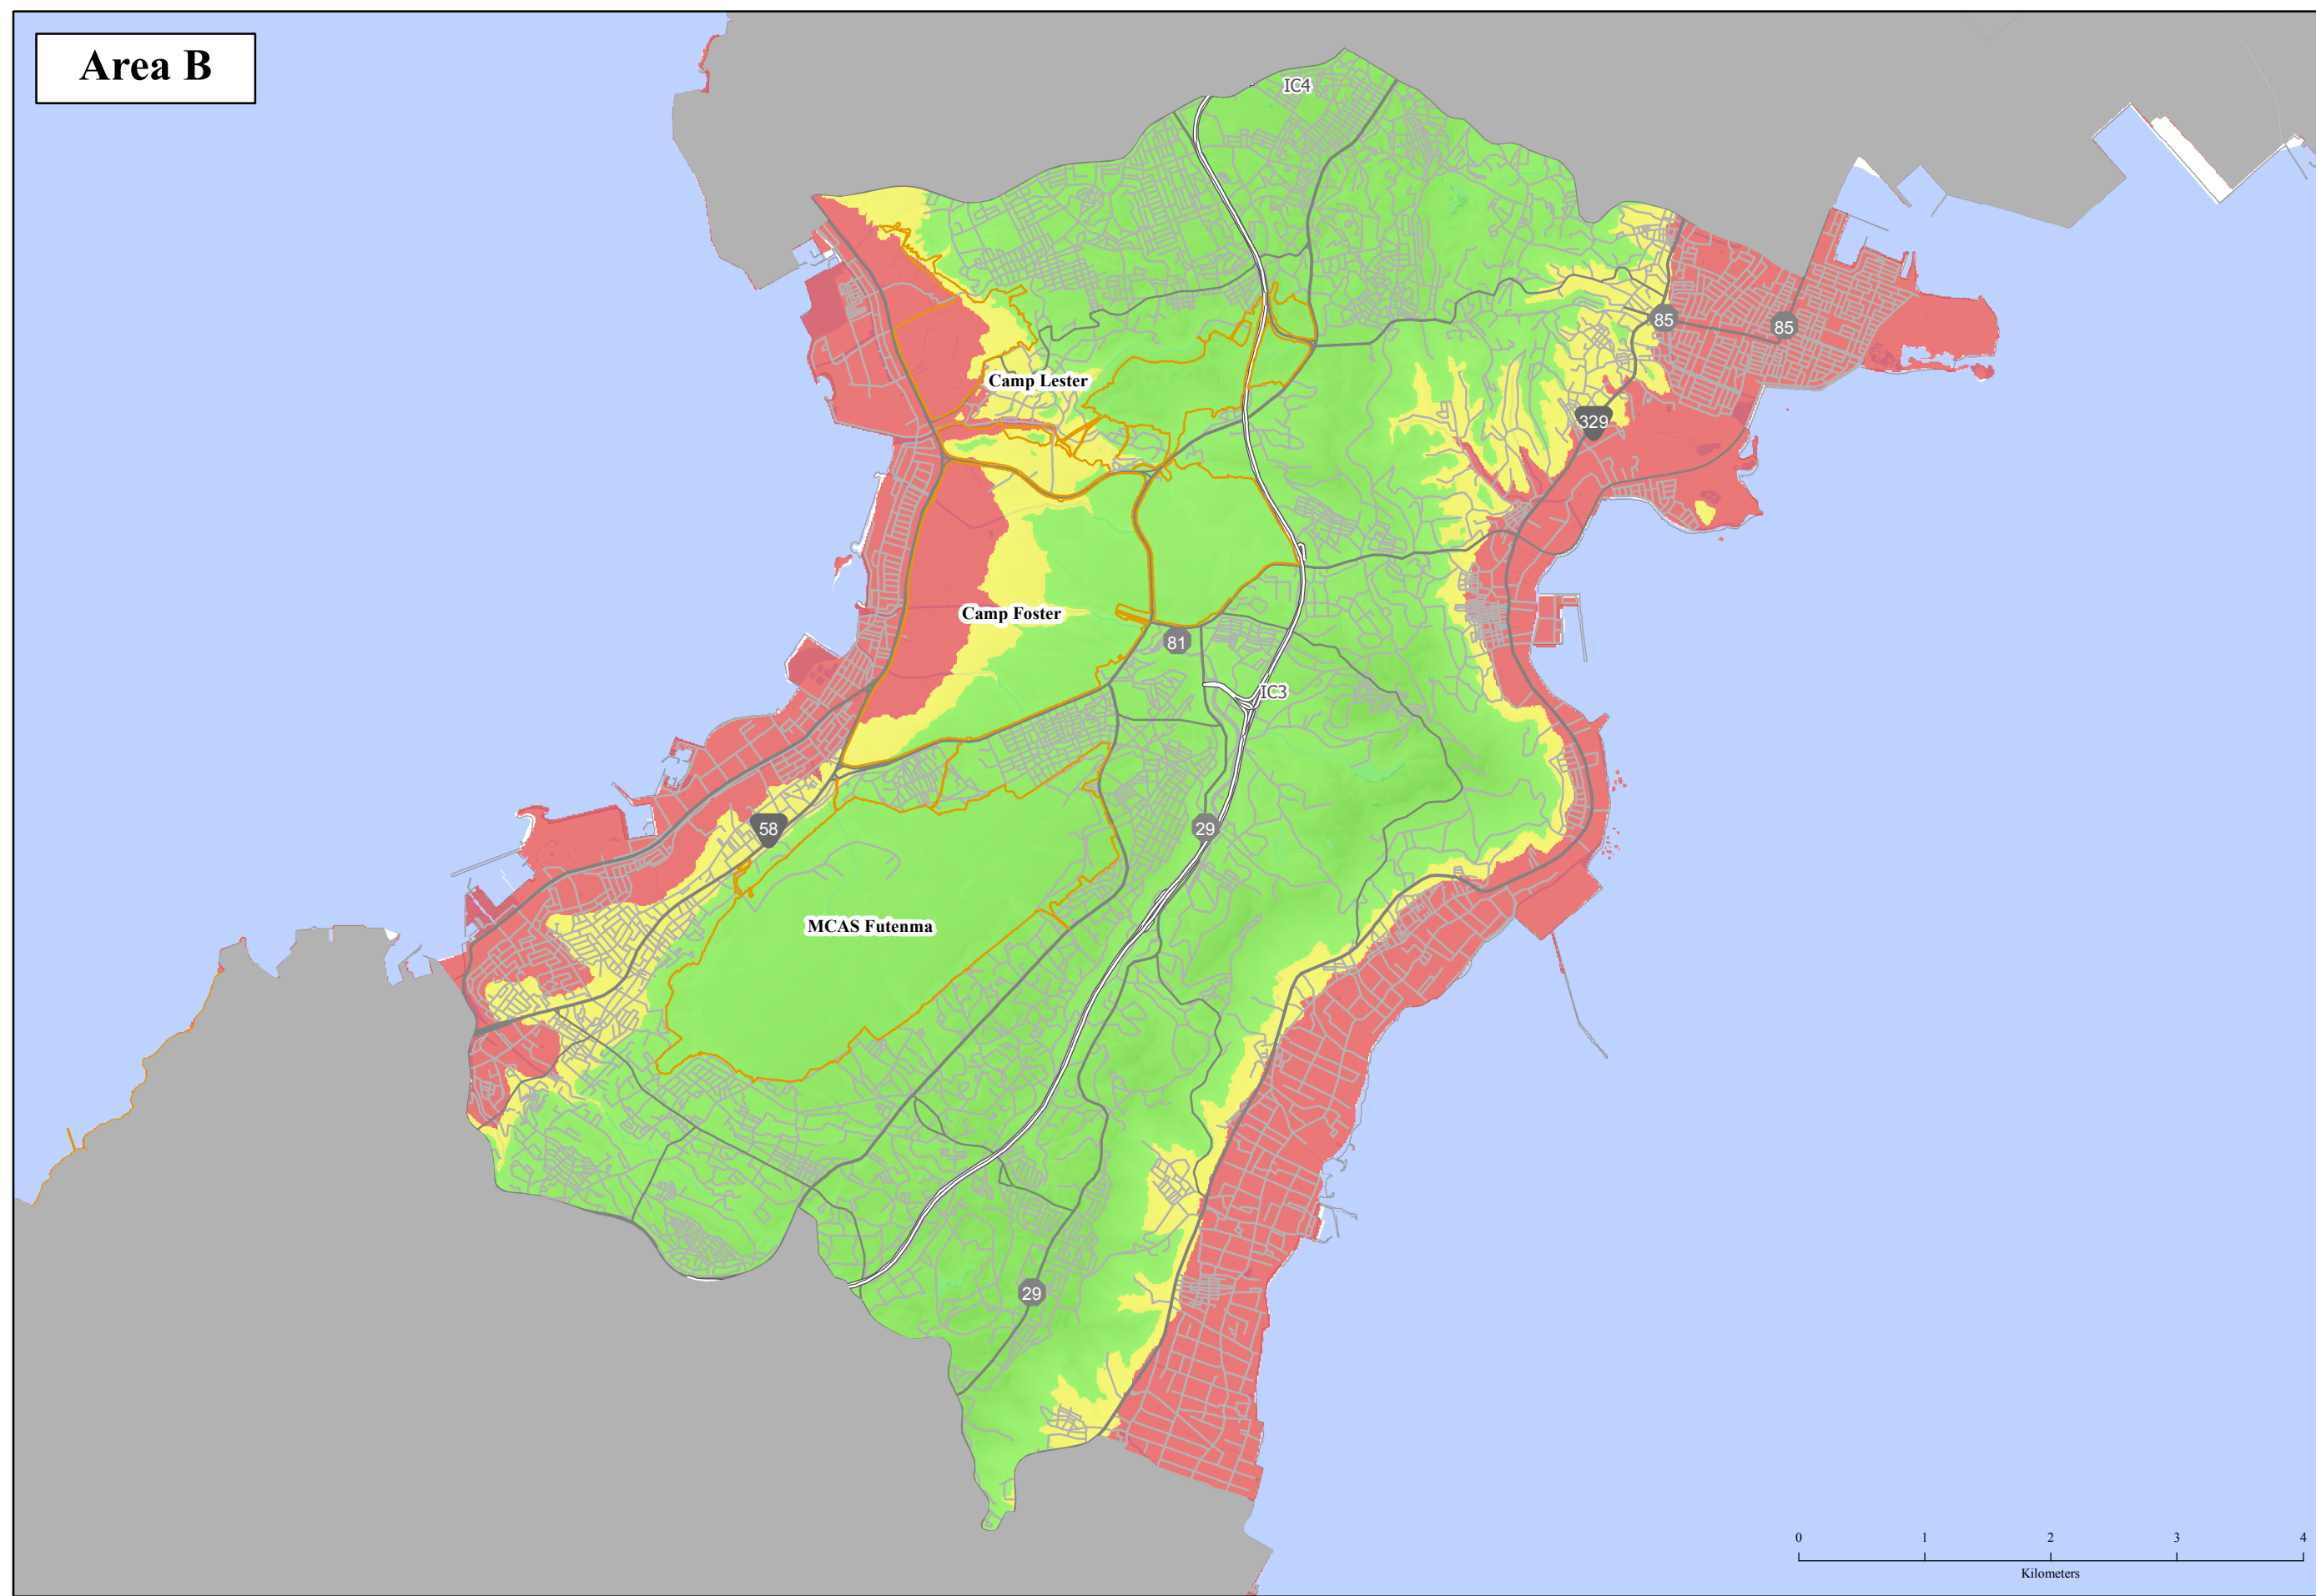 Area B
IC4
85
85
Camp Lester
329
Camp Foster
81
IC3
58
29
MCAS Futenma
29
0 1 2 3 4
Kilometers